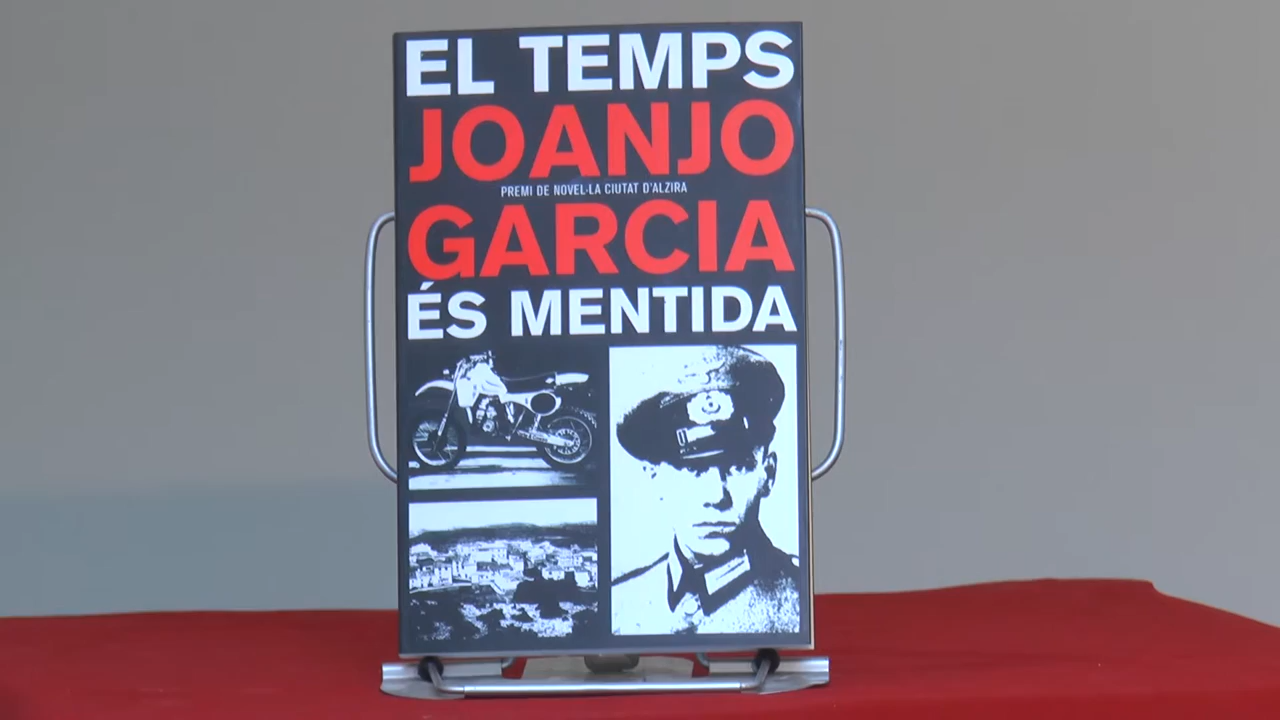 EL TEMPS
JOANJO
PREMI DE NOVEL·LA CIUTAT D'ALZIRA
GARCIA
ÉS MENTIDA